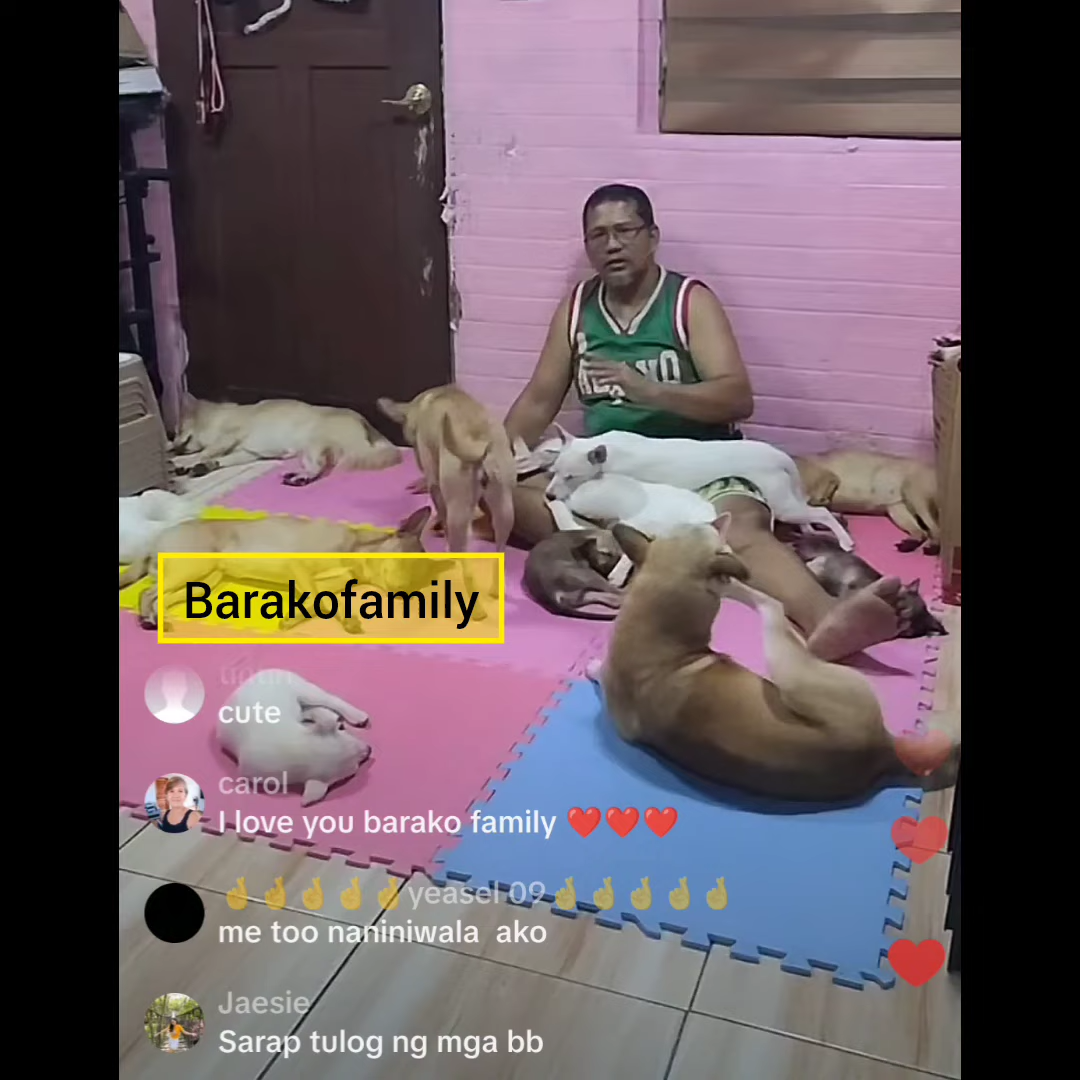 Barakofamily
cute
carol
I love you barako family ❤️❤️❤️
🤞🤞🤞🤞🤞yeasel 09🤞🤞🤞🤞🤞
me too naniniwala ako
Jaesie
Sarap tulog ng mga bb